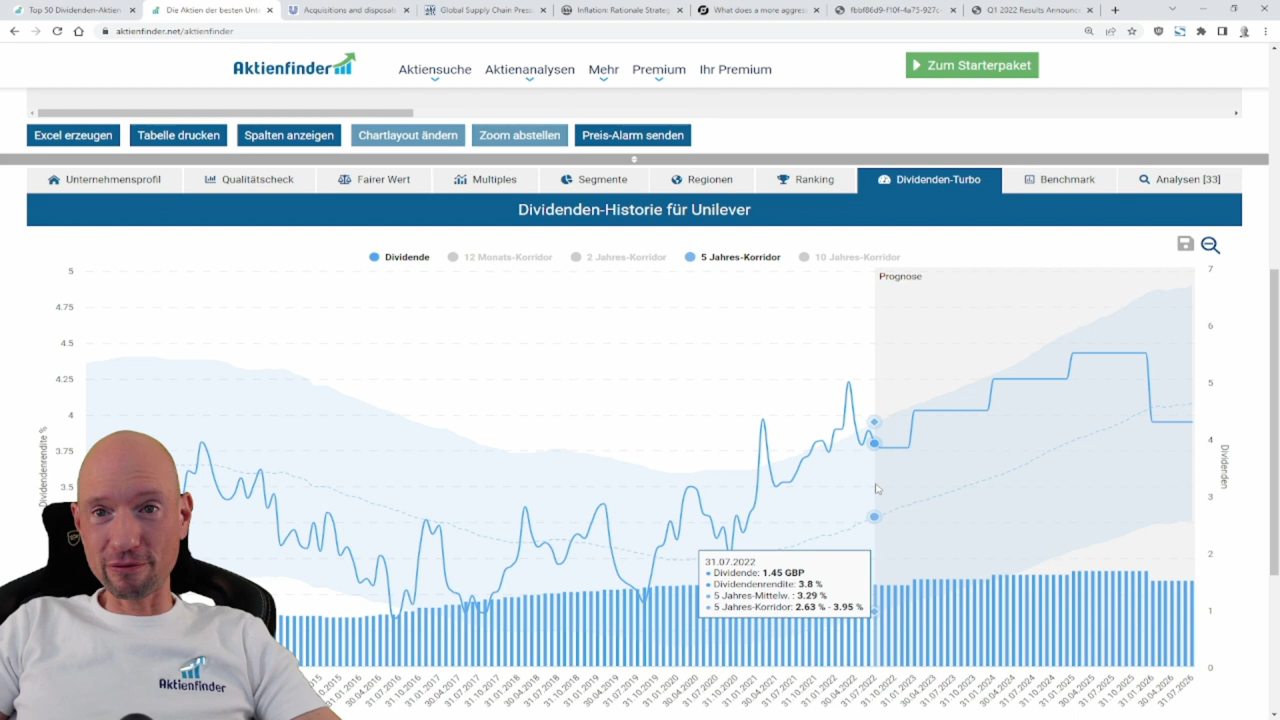 Top 50 Dividenden-Aktien
Die Aktien der besten Unt
Acquisitions and disposals
Global Supply Chain Press
Inflation: Rationale Strateg
What does a more aggres
fbbf86d9-f10f-4a75-927c-
Q1 2022 Results Announc
aktienfinder.net/aktienfinder
Aktienfinder
Aktiensuche
Aktienanalysen
Mehr
Premium
Ihr Premium
Zum Starterpaket
Excel erzeugen
Tabelle drucken
Spalten anzeigen
Chartlayout ändern
Zoom abstellen
Preis-Alarm senden
Unternehmensprofil
Qualitätscheck
Fairer Wert
Multiples
Segmente
Regionen
Ranking
Dividenden-Turbo
Benchmark
Analysen [33]
Dividenden-Historie für Unilever
Dividende
12 Monats-Korridor
2 Jahres-Korridor
5 Jahres-Korridor
10 Jahres-Korridor
Prognose
5
4.75
4.5
4.25
4
3.75
3.5
Dividendenrendite %
7
6
5
4
3
2
1
0
Dividenden
31.07.2022
Dividende: 1.45 GBP
Dividendenrendite: 3.8 %
5 Jahres-Mittelw. : 3.29 %
5 Jahres-Korridor: 2.63 % - 3.95 %
Aktienfinder